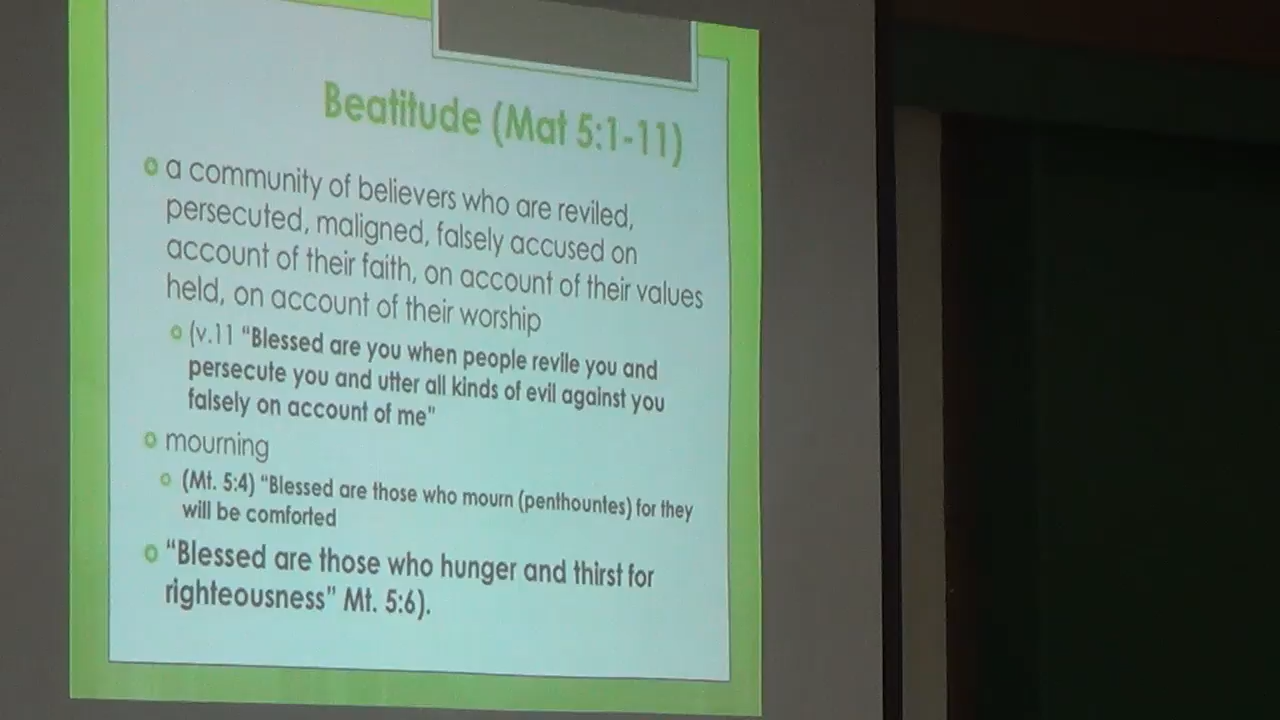 Beatitude (Mat 5:1-11)
a community of believers who are reviled,
persecuted, maligned, falsely accused on
account of their faith, on account of their values
held, on account of their worship
(v.11 “Blessed are you when people revile you and
persecute you and utter all kinds of evil against you
falsely on account of me"
mourning
(Mt. 5:4) “Blessed are those who mourn (penthountes) for they
will be comforted
“Blessed are those who hunger and thirst for
righteousness” Mt. 5:6).